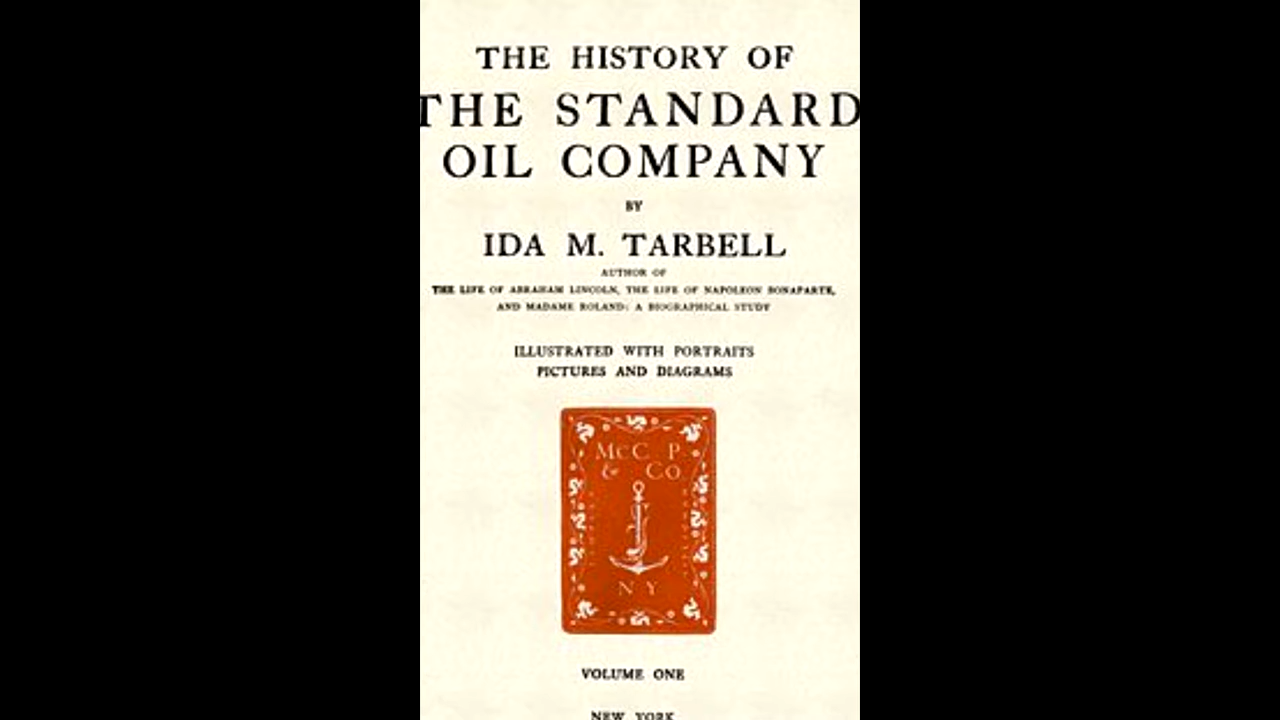 THE HISTORY OF
THE STANDARD
OIL COMPANY
BY
IDA M. TARBELL
AUTHOR OF
THE LIFE OF ABRAHAM LINCOLN, THE LIFE OF NAPOLEON BONAPARTE,
AND MADAME ROLAND: A BIOGRAPHICAL STUDY
ILLUSTRATED WITH PORTRAITS
PICTURES AND DIAGRAMS
McC P
& Co
N Y
VOLUME ONE
NEW YORK